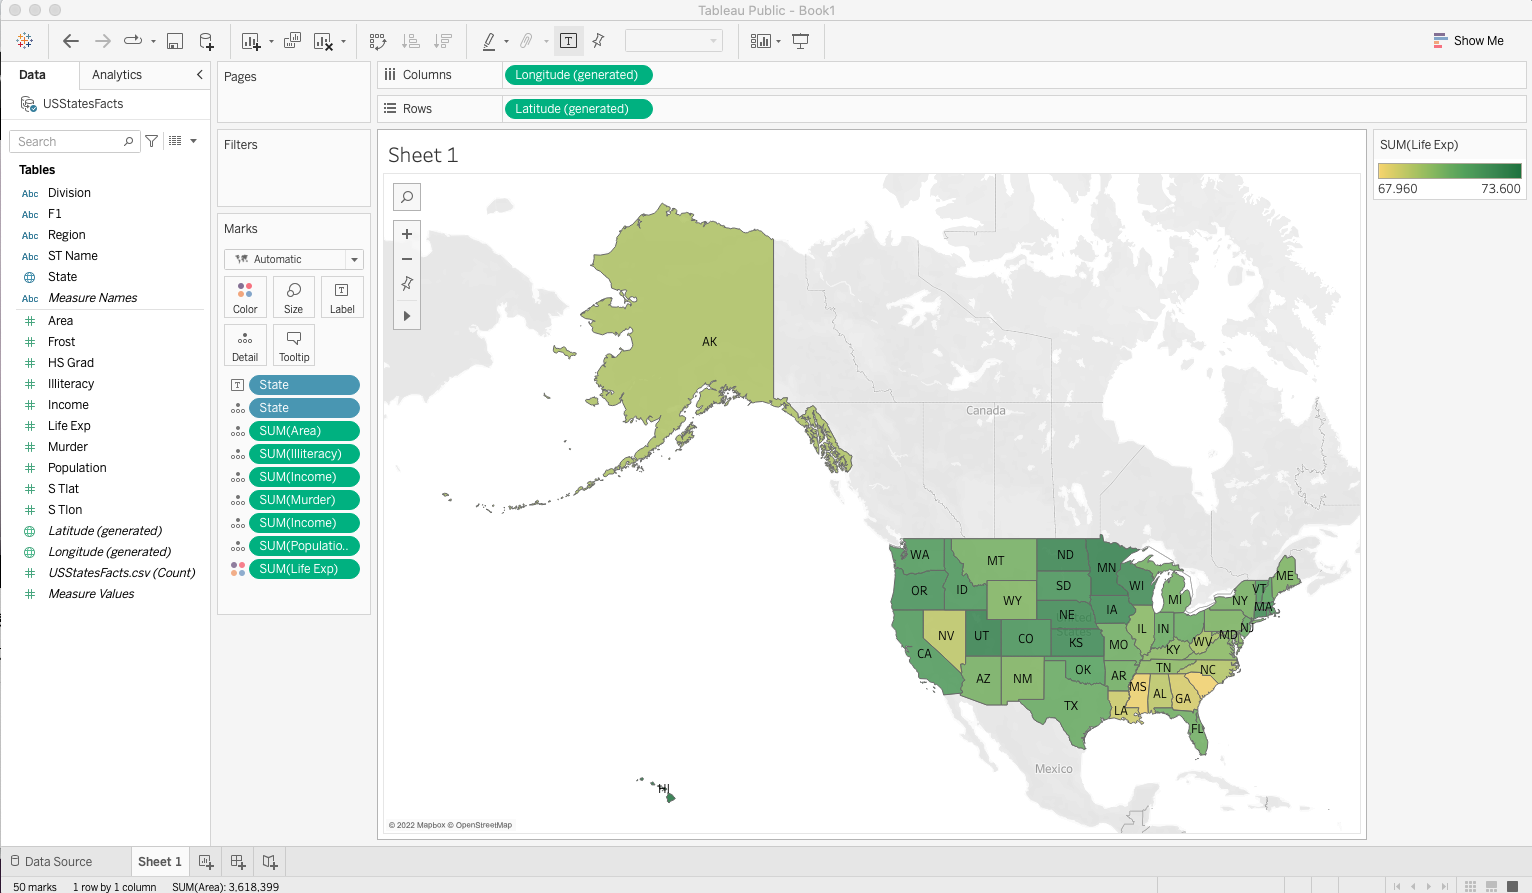 Tableau Public - Book1
Show Me
Data
Analytics
USStatesFacts
Search
Tables
Abc Division
Abc F1
Abc Region
Abc ST Name
State
Abc Measure Names
Area
Frost
HS Grad
Illiteracy
Income
Life Exp
Murder
Population
S Tlat
S Tlon
Latitude (generated)
Longitude (generated)
USStatesFacts.csv (Count)
Measure Values
Pages
Filters
Marks
Automatic
Color
Size
Label
Detail
Tooltip
State
State
SUM(Area)
SUM(Illiteracy)
SUM(Income)
SUM(Murder)
SUM(Income)
SUM(Populatio..
SUM(Life Exp)
Columns
Longitude (generated)
Rows
Latitude (generated)
Sheet 1
AK
Canada
WA
MT
ND
MN
OR
ID
WY
SD
WI
MI
NY
VT
ME
MA
NV
UT
CO
NE
IA
IL
IN
NJ
MD
WV
United
States
CA
KS
MO
KY
AZ
NM
OK
AR
TN
NC
TX
LA
MS
AL
GA
FL
HI
Mexico
© 2022 Mapbox © OpenStreetMap
SUM(Life Exp)
67.960
73.600
Data Source
Sheet 1
50 marks
1 row by 1 column
SUM(Area): 3,618,399